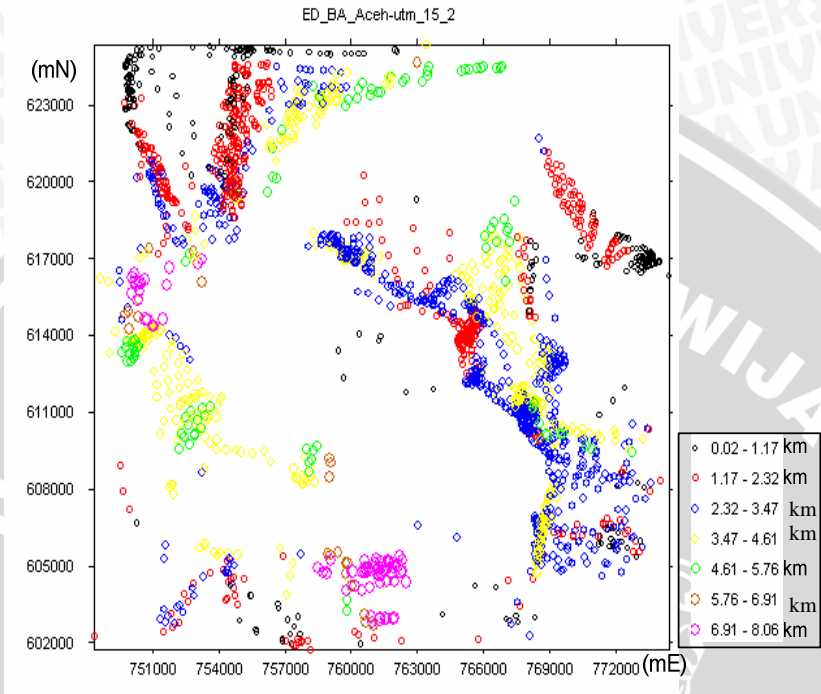 ED_BA_Aceh-utm_15_2
(mN)
623000
620000
617000
614000
611000
608000
605000
602000
751000 754000 757000 760000 763000 766000 769000 772000 (mE)
0.02 - 1.17 km
1.17 - 2.32 km
2.32 - 3.47 km
3.47 - 4.61 km
4.61 - 5.76 km
5.76 - 6.91 km
6.91 - 8.06 km
WIJA